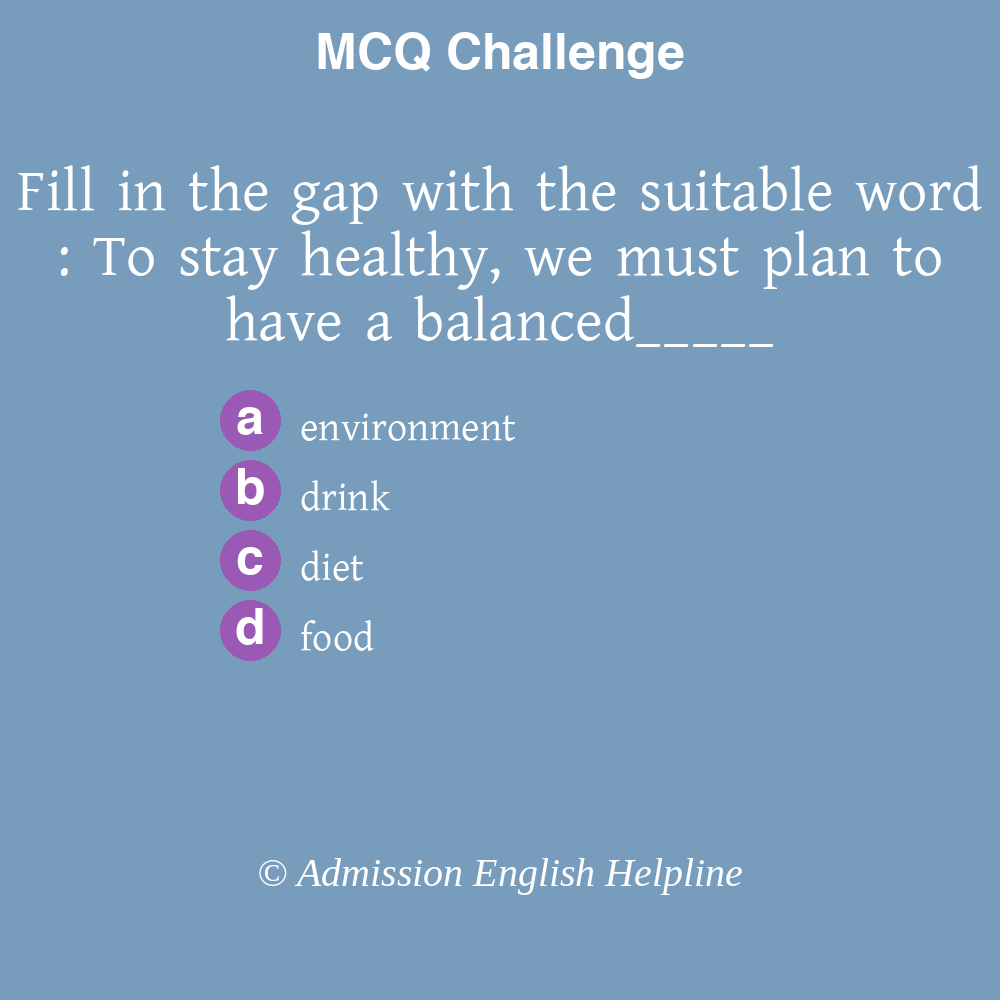 MCQ Challenge
Fill in the gap with the suitable word
: To stay healthy, we must plan to
have a balanced_____
a environment
b drink
c diet
d food
© Admission English Helpline